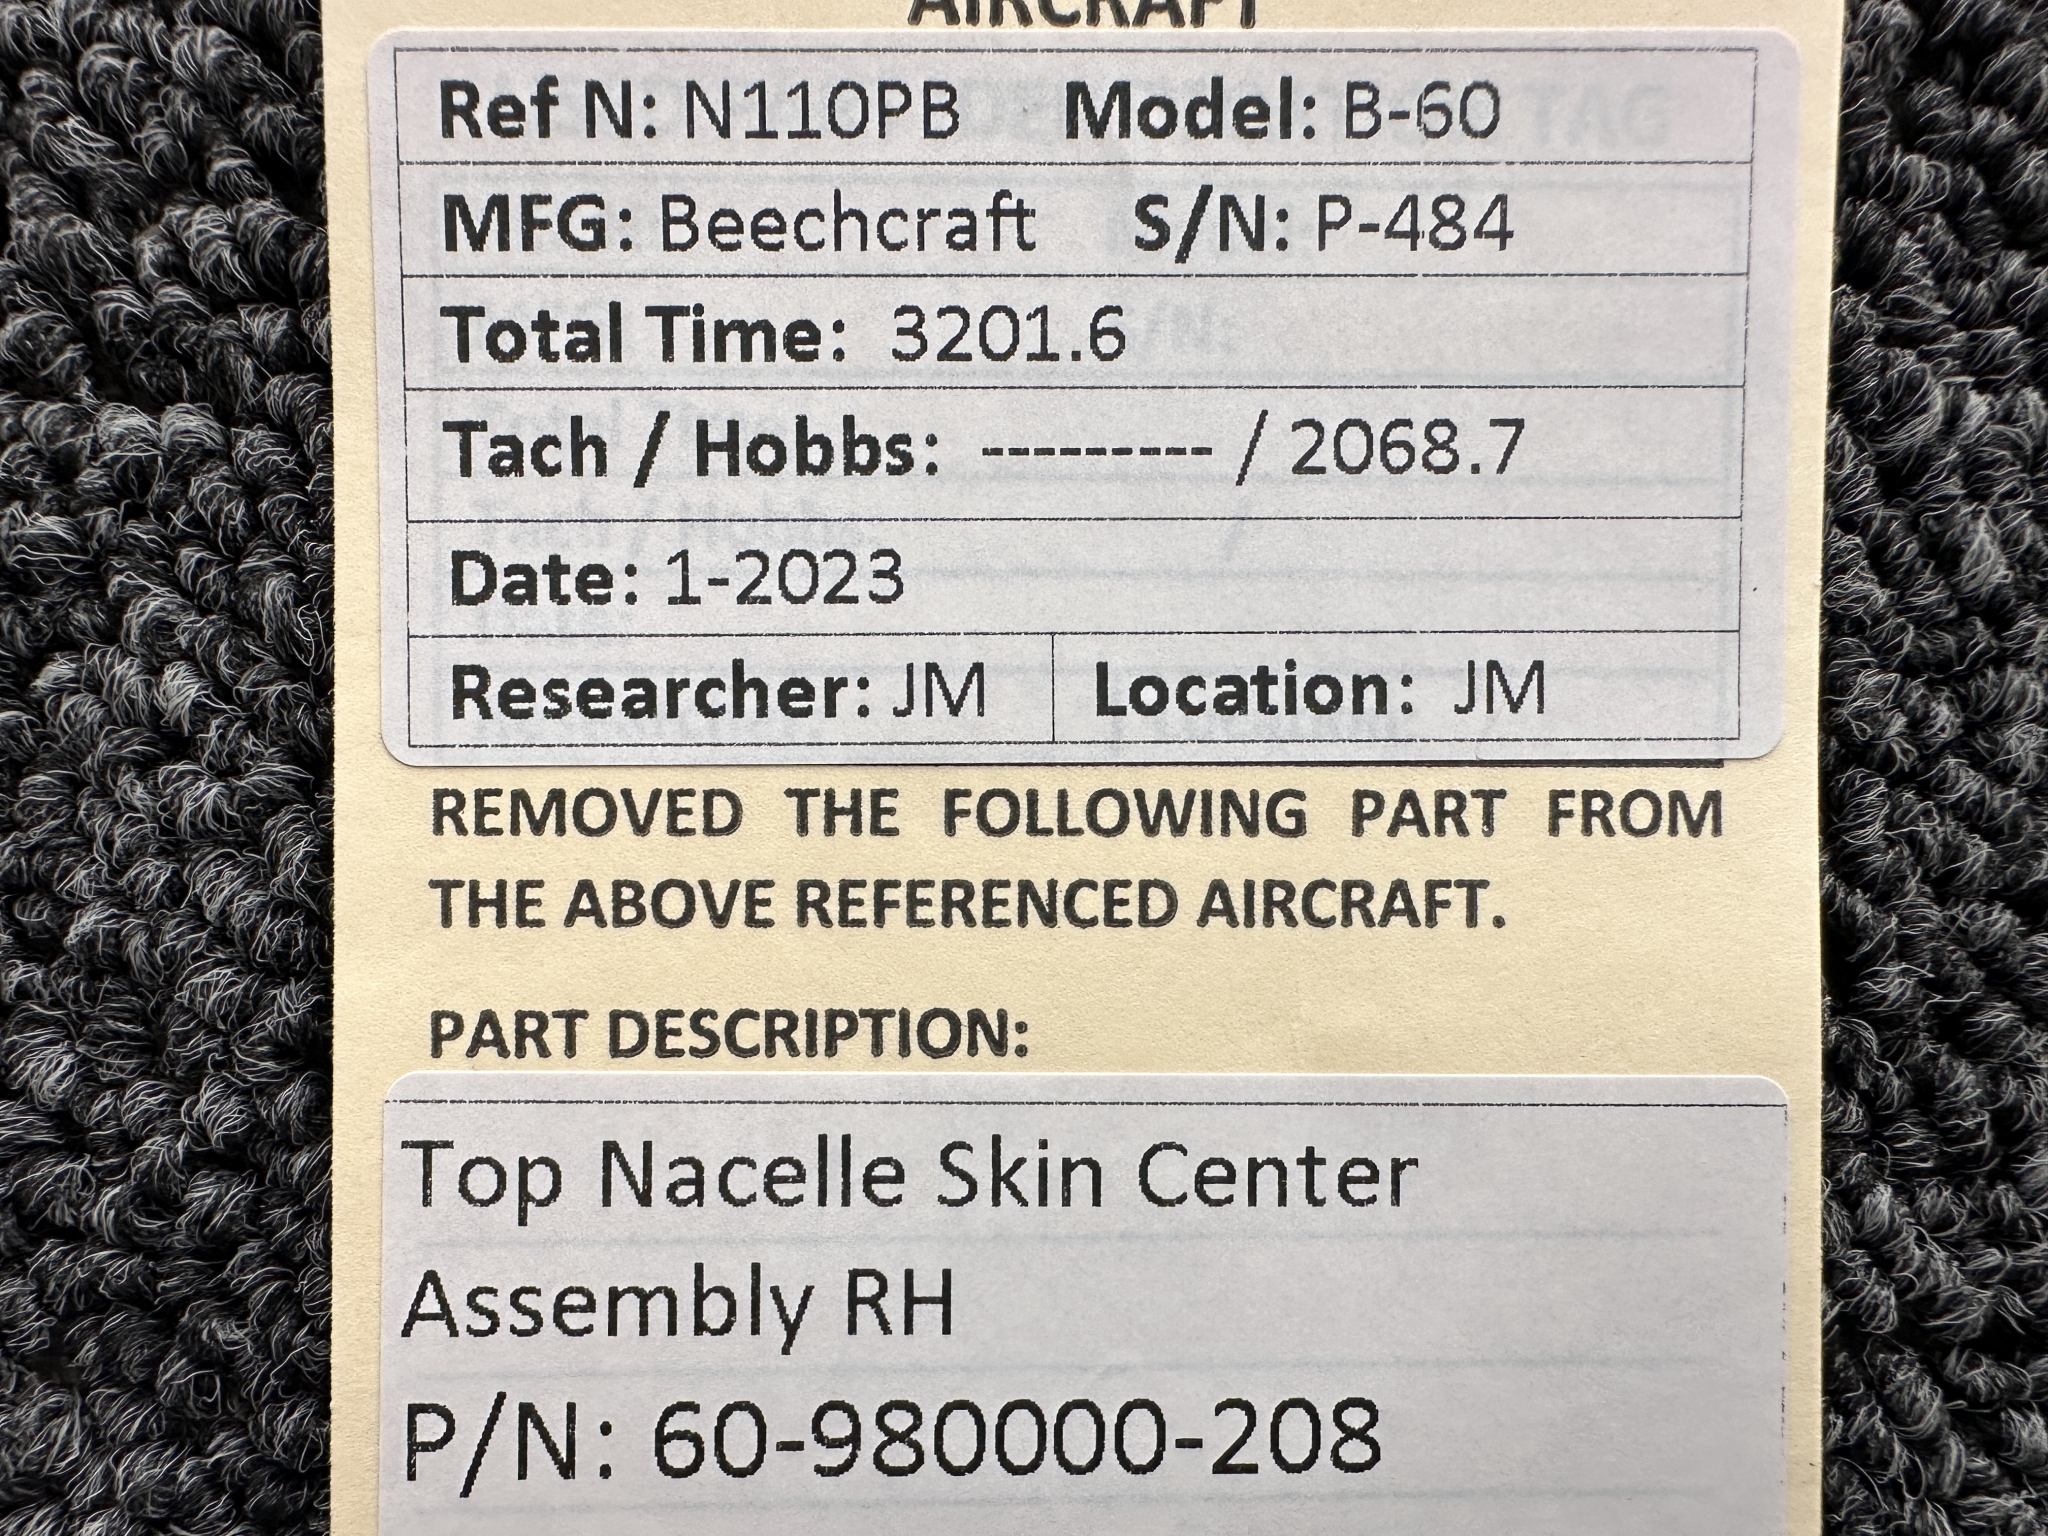 AIRCRAFT
Ref N: N110PB Model: B-60
MFG: Beechcraft S/N: P-484
Total Time: 3201.6
Tach / Hobbs: --------- / 2068.7
Date: 1-2023
Researcher: JM Location: JM
REMOVED THE FOLLOWING PART FROM
THE ABOVE REFERENCED AIRCRAFT.
PART DESCRIPTION:
Top Nacelle Skin Center
Assembly RH
P/N: 60-980000-208